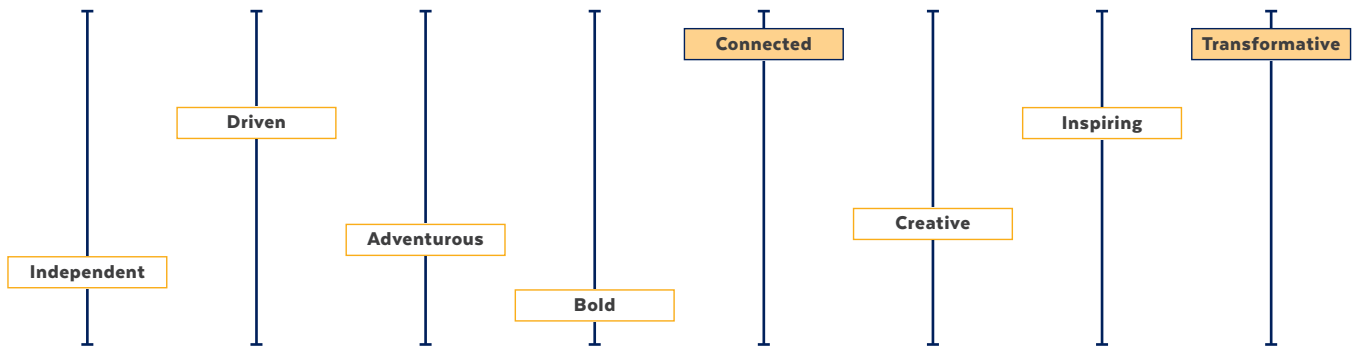 Independent
Driven
Adventurous
Bold
Connected
Creative
Inspiring
Transformative